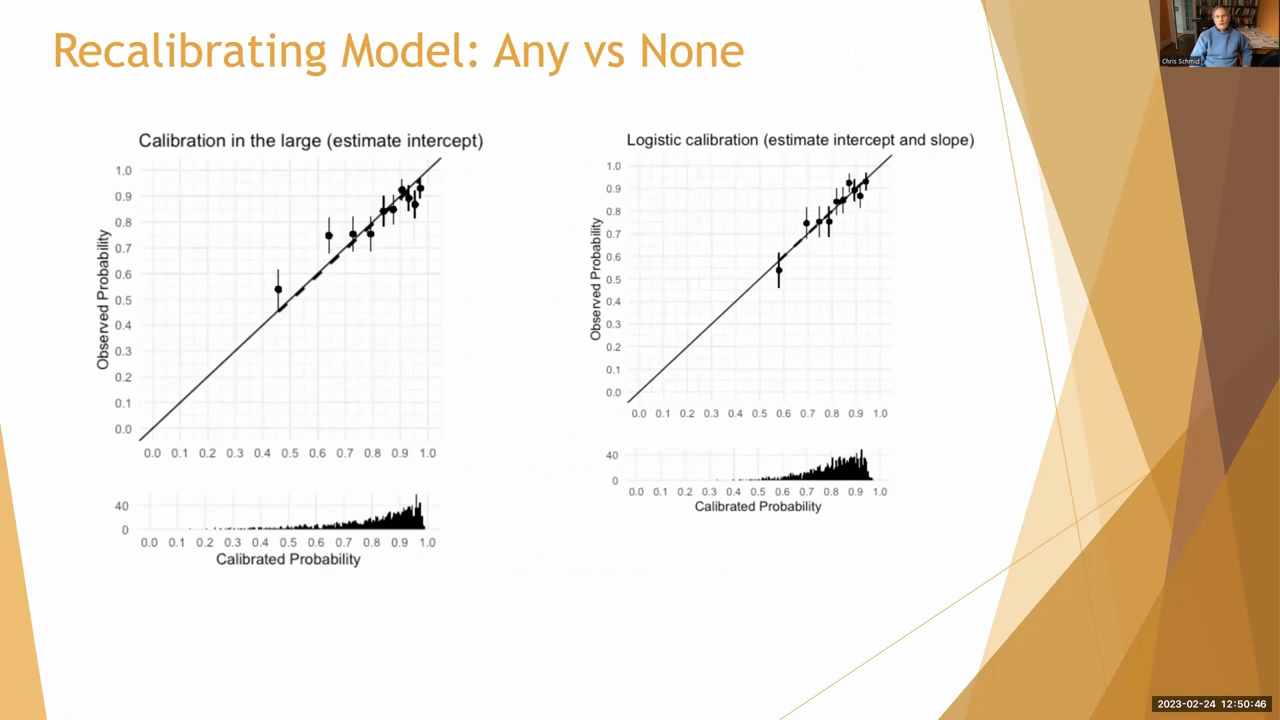 Recalibrating Model: Any vs None
Chris Schmid
Calibration in the large (estimate intercept)
1.0
0.9
0.8
0.7
0.6
0.5
0.4
0.3
0.2
0.1
0.0
Observed Probability
0.0 0.1 0.2 0.3 0.4 0.5 0.6 0.7 0.8 0.9 1.0
40
0
0.0 0.1 0.2 0.3 0.4 0.5 0.6 0.7 0.8 0.9 1.0
Calibrated Probability
Logistic calibration (estimate intercept and slope)
1.0
0.9
0.8
0.7
0.6
0.5
0.4
0.3
0.2
0.1
0.0
Observed Probability
0.0 0.1 0.2 0.3 0.4 0.5 0.6 0.7 0.8 0.9 1.0
40
0
0.0 0.1 0.2 0.3 0.4 0.5 0.6 0.7 0.8 0.9 1.0
Calibrated Probability
2023-02-24 12:50:46